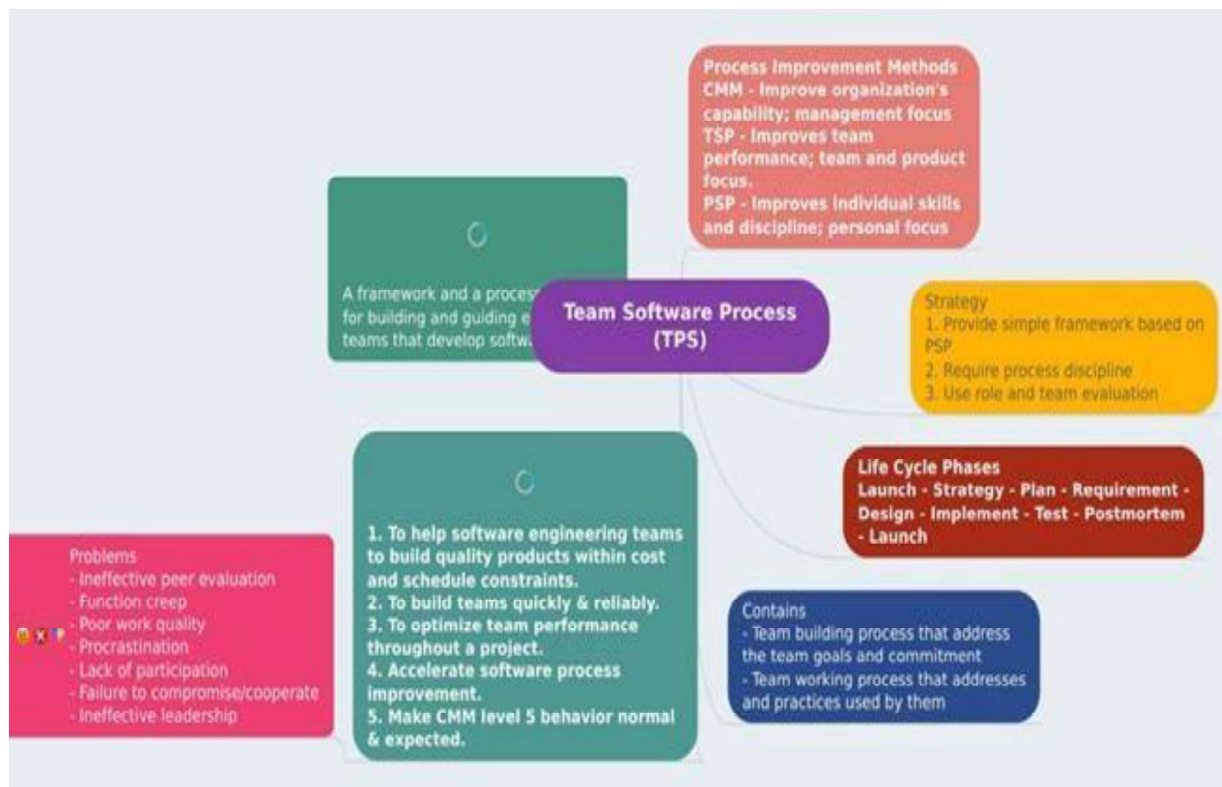 Process Improvement Methods
CMM - Improve organization's
capability; management focus
TSP - Improves team
performance; team and product
focus.
PSP - Improves individual skills
and discipline; personal focus
A framework and a process
for building and guiding
teams that develop
Team Software Process
(TPS)
Strategy
1. Provide simple framework based on
PSP
2. Require process discipline
3. Use role and team evaluation
Life Cycle Phases
Launch - Strategy - Plan - Requirement -
Design - Implement - Test - Postmortem
- Launch
1. To help software engineering teams
to build quality products within cost
and schedule constraints.
2. To build teams quickly & reliably.
3. To optimize team performance
throughout a project.
4. Accelerate software process
improvement.
5. Make CMM level 5 behavior normal
& expected.
Problems
- Ineffective peer evaluation
- Function creep
- Poor work quality
- Procrastination
- Lack of participation
- Failure to compromise/cooperate
- Ineffective leadership
Contains
- Team building process that address
the team goals and commitment
- Team working process that addresses
and practices used by them